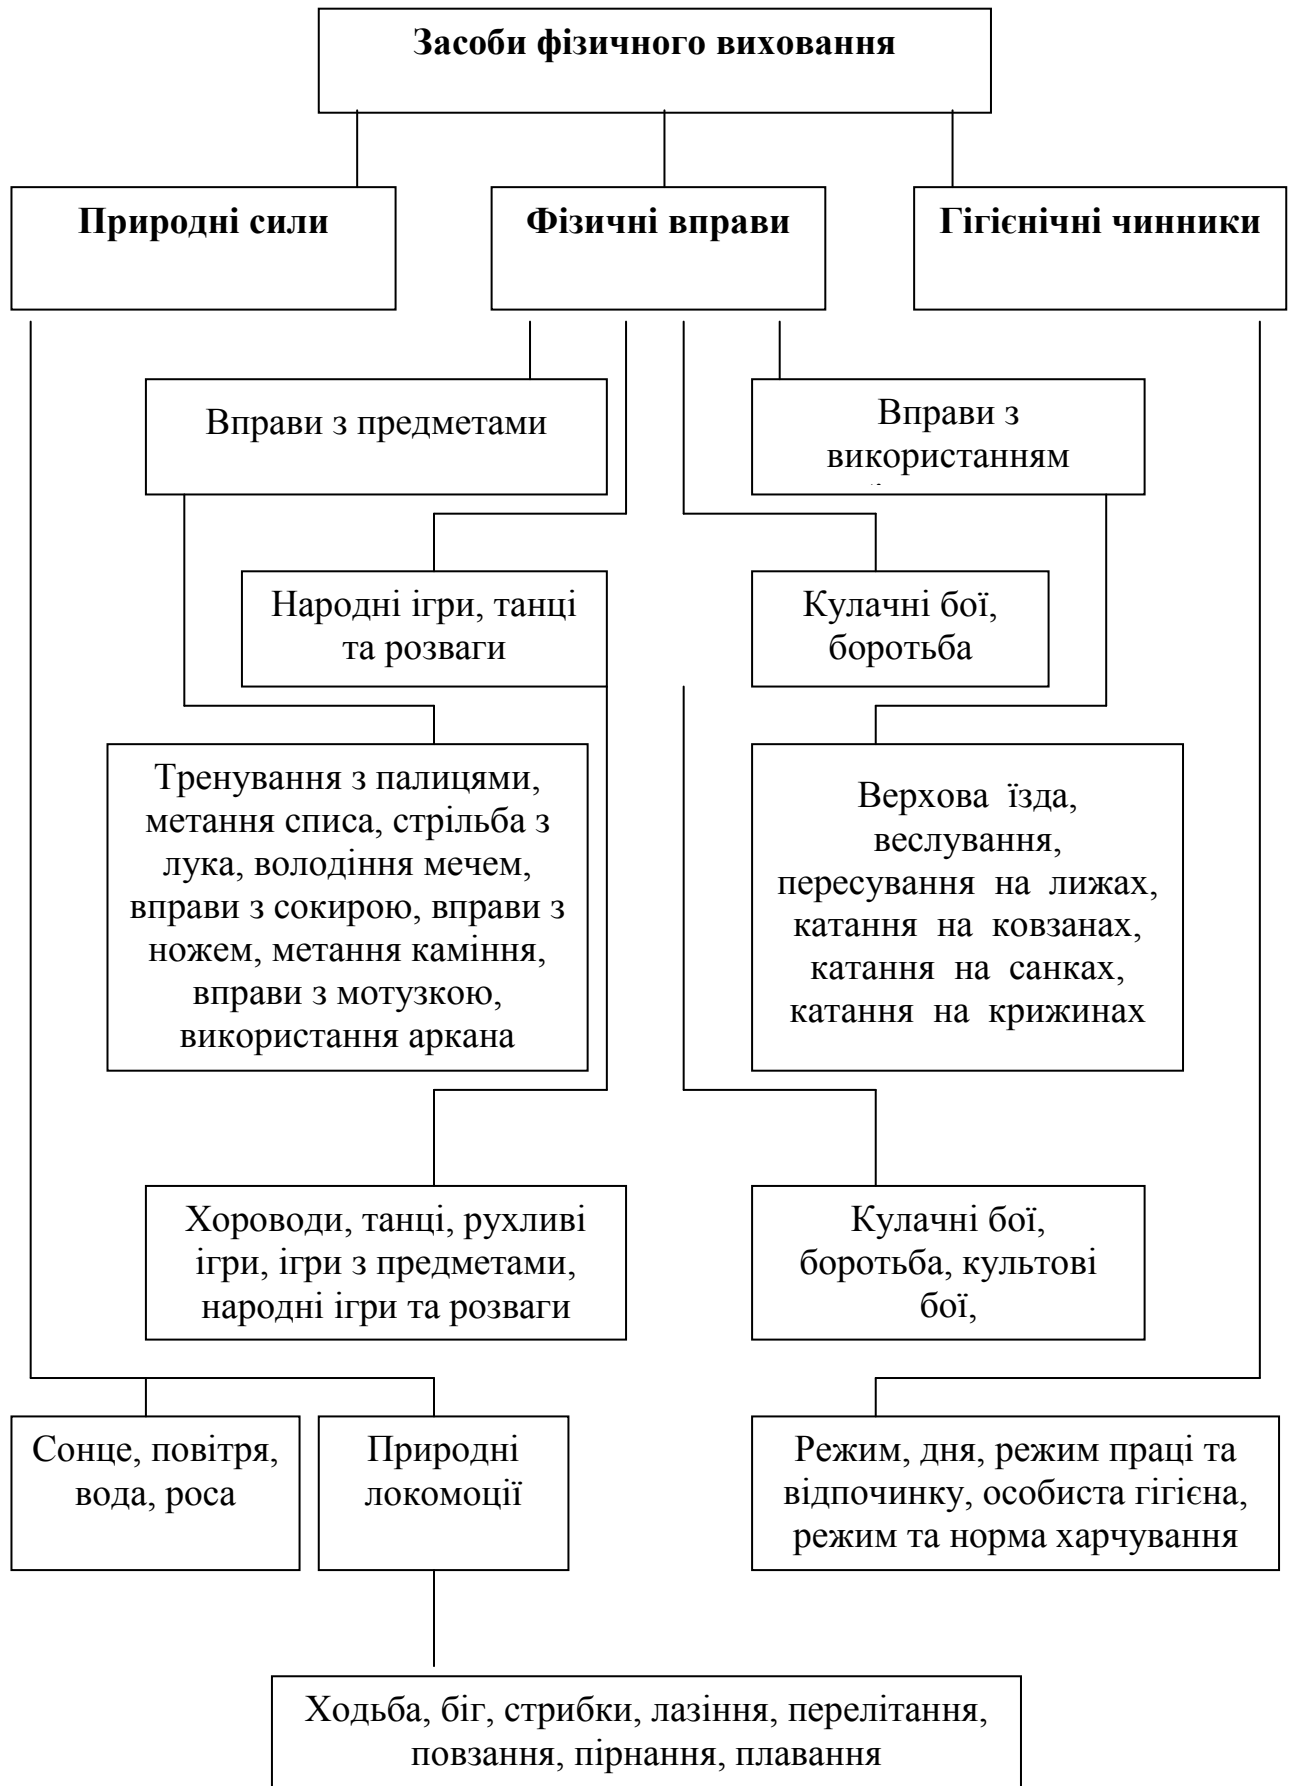 Засоби фізичного виховання
Природні сили
Фізичні вправи
Гігієнічні чинники
Вправи з предметами
Вправи з
використанням
Народні ігри, танці
та розваги
Кулачні бої,
боротьба
Тренування з палицями,
метання списа, стрільба з
лука, володіння мечем,
вправи з сокирою, вправи з
ножем, метання каміння,
вправи з мотузкою,
використання аркана
Верхова їзда,
веслування,
пересування на лижах,
катання на ковзанах,
катання на санках,
катання на крижинах
Хороводи, танці, рухливі
ігри, ігри з предметами,
народні ігри та розваги
Кулачні бої,
боротьба, культові
бої,
Сонце, повітря,
вода, роса
Природні
локомоції
Режим, дня, режим праці та
відпочинку, особиста гігієна,
режим та норма харчування
Ходьба, біг, стрибки, лазіння, перелітання,
повзання, пірнання, плавання